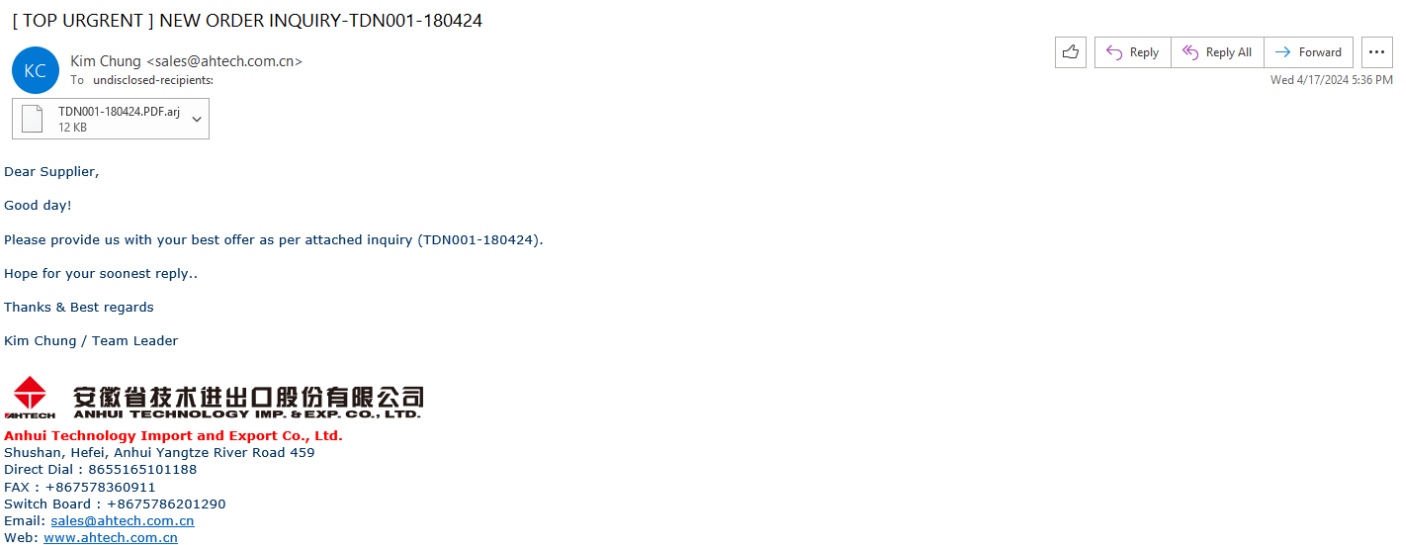 [ TOP URGRENT ] NEW ORDER INQUIRY-TDN001-180424
KC
Kim Chung <sales@ahtech.com.cn>
To undisclosed-recipients:
Reply
Reply All
Forward
Wed 4/17/2024 5:36 PM
TDN001-180424.PDF.arj
12 KB
Dear Supplier,
Good day!
Please provide us with your best offer as per attached inquiry (TDN001-180424).
Hope for your soonest reply..
Thanks & Best regards
Kim Chung / Team Leader
安徽省技术进出口股份有限公司
AHTECH ANHUI TECHNOLOGY IMP. & EXP. CO., LTD.
Anhui Technology Import and Export Co., Ltd.
Shushan, Hefei, Anhui Yangtze River Road 459
Direct Dial : 8655165101188
FAX : +867578360911
Switch Board : +8675786201290
Email: sales@ahtech.com.cn
Web: www.ahtech.com.cn